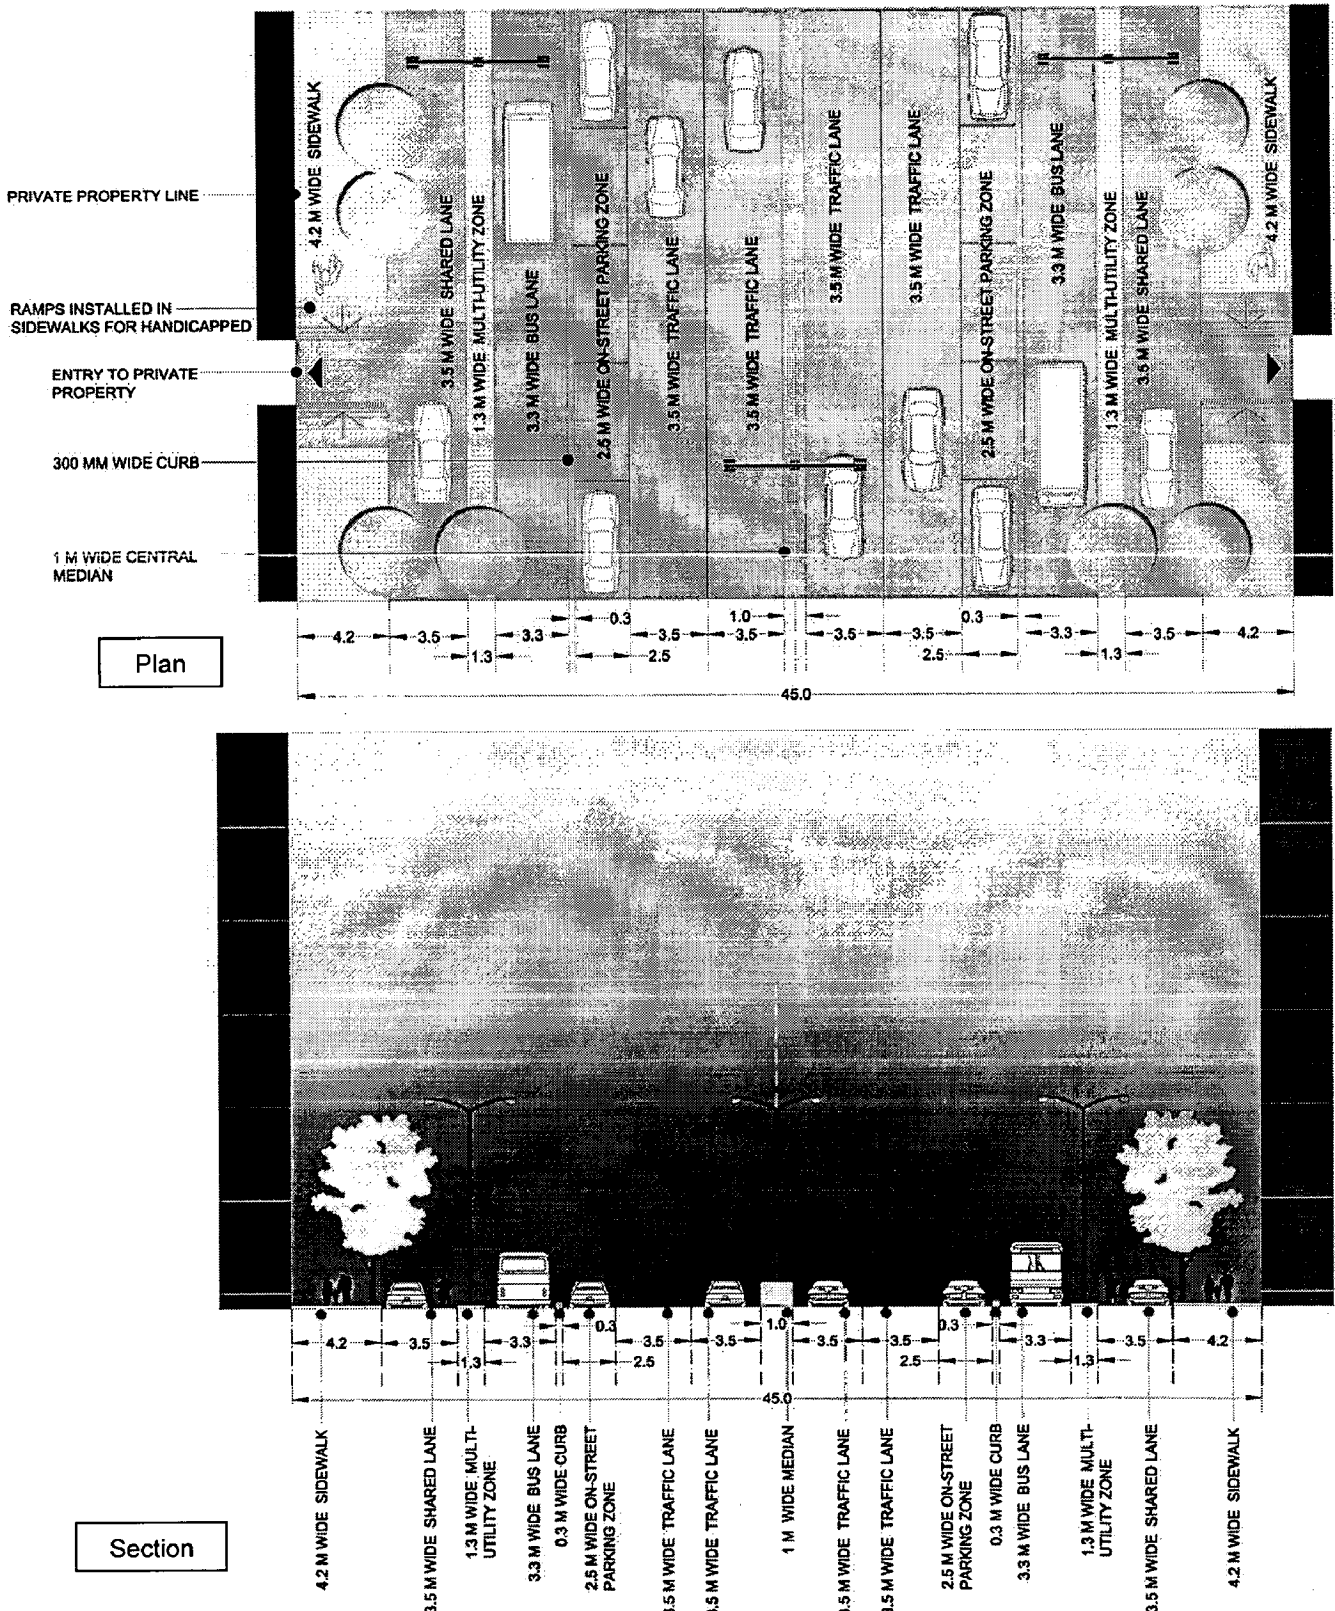 4.2 M WIDE SIDEWALK
3.5 M WIDE SHARED LANE
1.3 M WIDE MULTI-UTILITY ZONE
3.3 M WIDE BUS LANE
2.5 M WIDE ON-STREET PARKING ZONE
3.5 M WIDE TRAFFIC LANE
3.5 M WIDE TRAFFIC LANE
3.5 M WIDE TRAFFIC LANE
3.5 M WIDE TRAFFIC LANE
2.5 M WIDE ON-STREET PARKING ZONE
3.3 M WIDE BUS LANE
1.3 M WIDE MULTI-UTILITY ZONE
3.5 M WIDE SHARED LANE
4.2 M WIDE SIDEWALK
PRIVATE PROPERTY LINE
RAMPS INSTALLED IN
SIDEWALKS FOR HANDICAPPED
ENTRY TO PRIVATE
PROPERTY
300 MM WIDE CURB
1 M WIDE CENTRAL
MEDIAN
0.3 1.0 0.3
4.2 3.5 3.3 3.5 3.5 3.5 3.5 3.3 3.5 4.2
1.3 2.5 2.5 1.3
45.0
Plan
0.3 1.0 0.3
4.2 3.5 3.3 3.5 3.5 3.5 3.5 3.3 3.5 4.2
1.3 2.5 2.5 1.3
45.0
4.2 M WIDE SIDEWALK
3.5 M WIDE SHARED LANE
1.3 M WIDE MULTI-
UTILITY ZONE
3.3 M WIDE BUS LANE
0.3 M WIDE CURB
2.5 M WIDE ON-STREET
PARKING ZONE
3.5 M WIDE TRAFFIC LANE
3.5 M WIDE TRAFFIC LANE
1 M WIDE MEDIAN
3.5 M WIDE TRAFFIC LANE
3.5 M WIDE TRAFFIC LANE
2.5 M WIDE ON-STREET
PARKING ZONE
0.3 M WIDE CURB
3.3 M WIDE BUS LANE
1.3 M WIDE MULTI-
UTILITY ZONE
3.5 M WIDE SHARED LANE
4.2 M WIDE SIDEWALK
Section